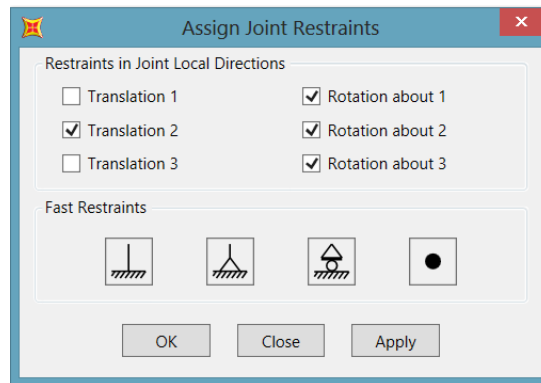 Assign Joint Restraints
Restraints in Joint Local Directions
Translation 1
Rotation about 1
Translation 2
Rotation about 2
Translation 3
Rotation about 3
Fast Restraints
OK
Close
Apply